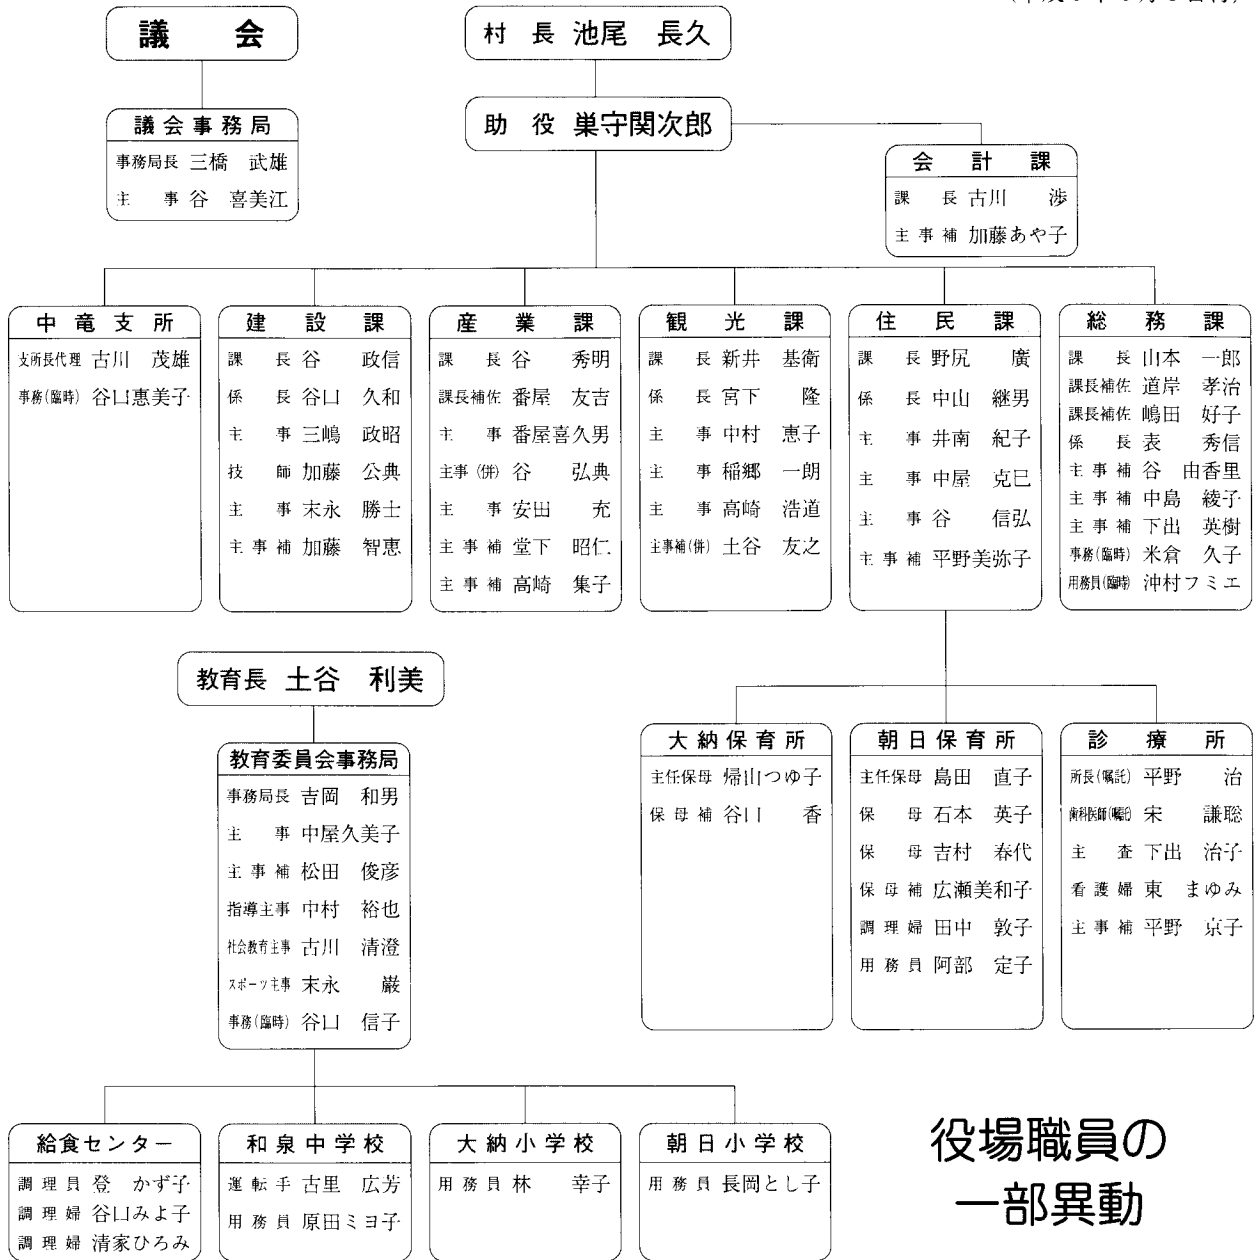 議会
村長 池尾 長久
議会事務局
事務局長 三橋 武雄
主事 谷 喜美江
助役 巣守関次郎
会計課
課長 古川 渉
主事補 加藤あや子
中竜支所
支所長代理 古川 茂雄
事務(臨時) 谷口恵美子
建設課
課長 谷 政信
係長 谷口 久和
主事 三嶋 政昭
技師 加藤 公典
主事 末永 勝士
主事補 加藤 智恵
産業課
課長 谷 秀明
課長補佐 番屋 友吉
主事 番屋喜久男
主事(併) 谷 弘典
主事 安田 充
主事補 堂下 昭仁
主事補 高崎 集子
観光課
課長 新井 基衛
係長 宮下 隆
主事 中村 恵子
主事 稲郷 一朗
主事 高崎 浩道
主事補(併) 土谷 友之
住民課
課長 野尻 廣
係長 中山 継男
主事 井南 紀子
主事 中屋 克巳
主事 谷 信弘
主事補 平野美弥子
総務課
課長 山本 一郎
課長補佐 道岸 孝治
課長補佐 嶋田 好子
係長 表 秀信
主事補 谷 由香里
主事補 中島 綾子
主事補 下出 英樹
事務(臨時) 米倉 久子
用務員(臨時) 沖村フミエ
教育長 土谷 利美
教育委員会事務局
事務局長 吉岡 和男
主事 中屋久美子
主事補 松田 俊彦
指導主事 中村 裕也
社会教育主事 古川 清澄
スポーツ主事 末永 巌
事務(臨時) 谷口 信子
大納保育所
主任保母 帰山つゆ子
保母補 谷口 香
朝日保育所
主任保母 島田 直子
保母 石本 英子
保母 吉村 春代
保母補 広瀬美和子
調理婦 田中 敦子
用務員 阿部 定子
診療所
所長(嘱託) 平野 治
歯科医師(嘱託) 宋 謙聡
主査 下出 治子
看護婦 東 まゆみ
主事補 平野 京子
給食センター
調理員 登 かず子
調理婦 谷口みよ子
調理婦 清家ひろみ
和泉中学校
運転手 古里 広芳
用務員 原田ミヨ子
大納小学校
用務員 林 幸子
朝日小学校
用務員 長岡とし子
役場職員の
一部異動